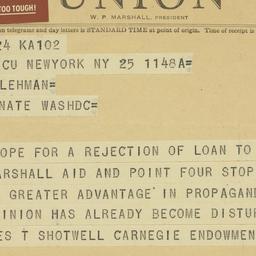 TOO TOUGH!
UNION
W. P. MARSHALL, PRESIDENT
on telegrams and day letters is STANDARD TIME at point of origin. Time of receipt is
24 KA102
CU NEWYORK NY 25 1148A=
LEHMAN=
NATE WASHDC=
OPE FOR A REJECTION OF LOAN TO
ARSHALL AID AND POINT FOUR STOP
GREATER ADVANTAGE IN PROPAGAND
INION HAS ALREADY BECOME DISTUR
ES T SHOTWELL CARNEGIE ENDOWMEN